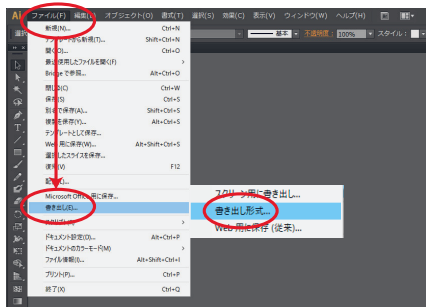 Ai ファイル(F) 編集(E) オブジェクト(O) 書式(T) 選択(S) 効果(C) 表示(V) ウィンドウ(W) ヘルプ(H)
基本 不透明度: 100% スタイル:
新規(N)... Ctrl+N
テンプレートから新規(T)... Shift+Ctrl+N
開く(O)... Ctrl+O
最近使用したファイルを開く(F)
Bridge で参照... Alt+Ctrl+O
閉じる(C) Ctrl+W
保存(S) Ctrl+S
別名で保存(A)... Shift+Ctrl+S
複製を保存(Y)... Alt+Ctrl+S
テンプレートとして保存...
Web 用に保存(W)... Alt+Shift+Ctrl+S
選択したスライスを保存...
復帰(V) F12
配置(L)...
Microsoft Office 用に保存...
書き出し(E)...
スクリプト(R)
ドキュメント設定(D)... Alt+Ctrl+P
ドキュメントのカラーモード(M)
ファイル情報(I)... Alt+Shift+Ctrl+I
プリント(P)... Ctrl+P
終了(X) Ctrl+Q
スクリーン用に書き出し...
書き出し形式...
Web 用に保存 (従来)...